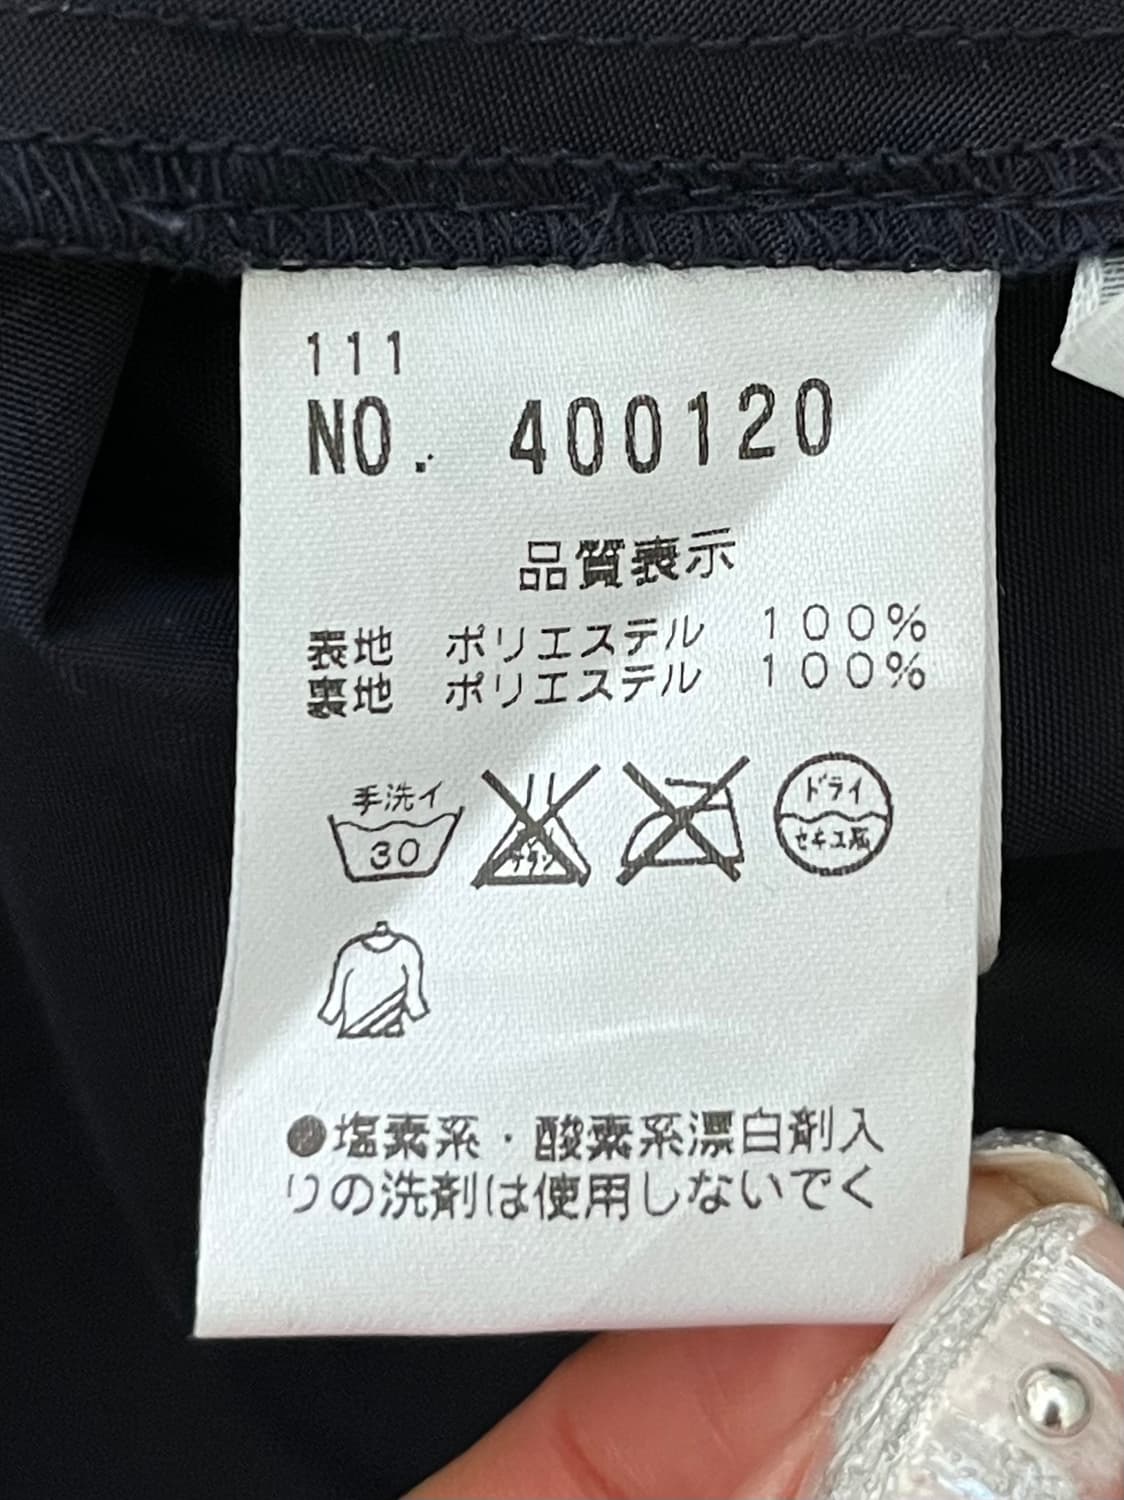 111
NO. 400120
品質表示
表地 ポリエステル 100%
裏地 ポリエステル 100%
手洗イ
30
ドライ
セキユ系
●塩素系・酸素系漂白剤入
りの洗剤は使用しないでく